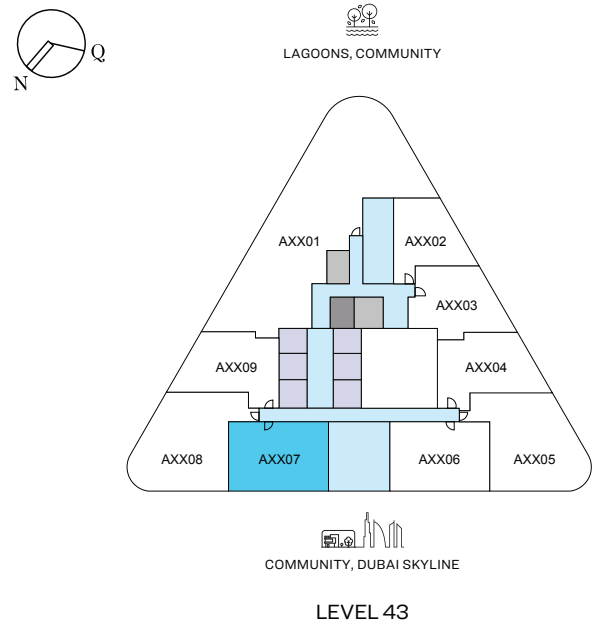 LAGOONS, COMMUNITY
Q
N
AXX01
AXX02
AXX03
AXX09
AXX04
AXX08
AXX07
AXX06
AXX05
COMMUNITY, DUBAI SKYLINE
LEVEL 43